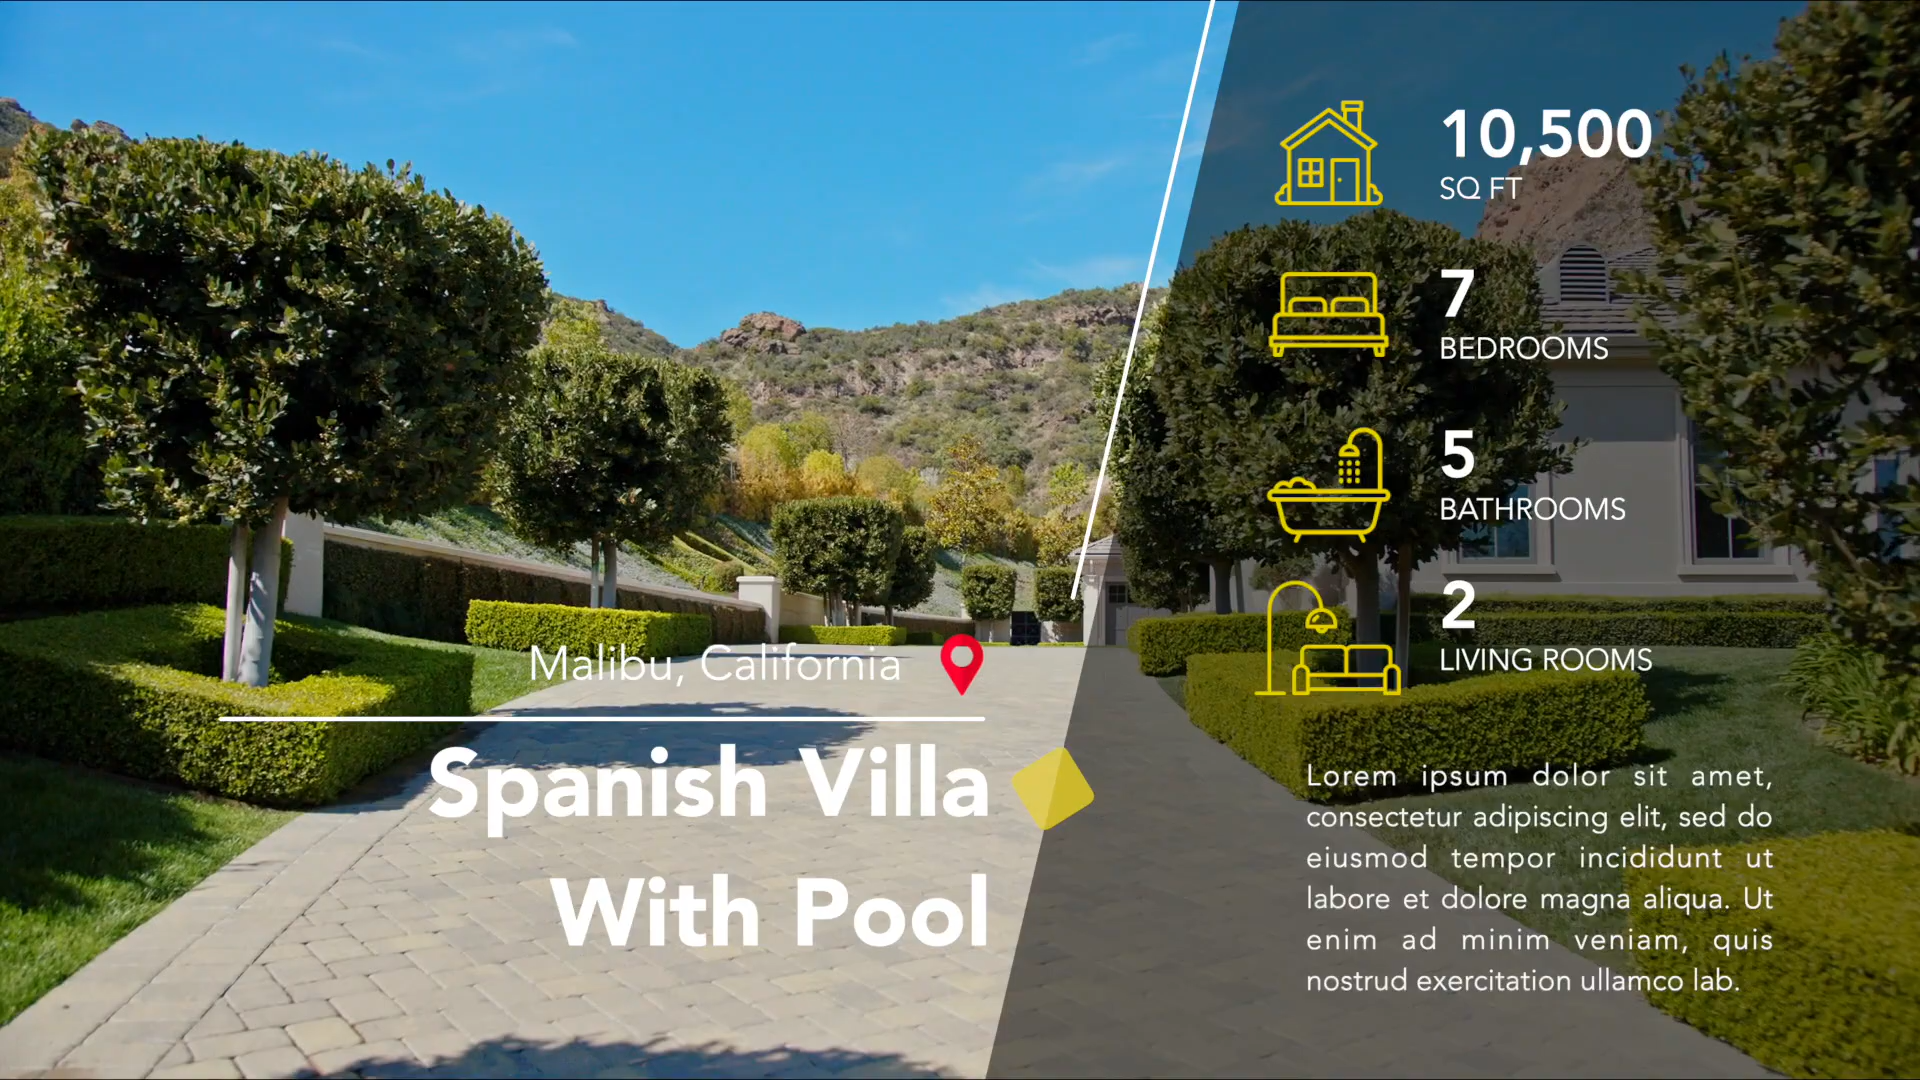 Malibu, California
Spanish Villa
With Pool
10,500
SQ FT
7
BEDROOMS
5
BATHROOMS
2
LIVING ROOMS
Lorem ipsum dolor sit amet,
consectetur adipiscing elit, sed do
eiusmod tempor incididunt ut
labore et dolore magna aliqua. Ut
enim ad minim veniam, quis
nostrud exercitation ullamco lab.